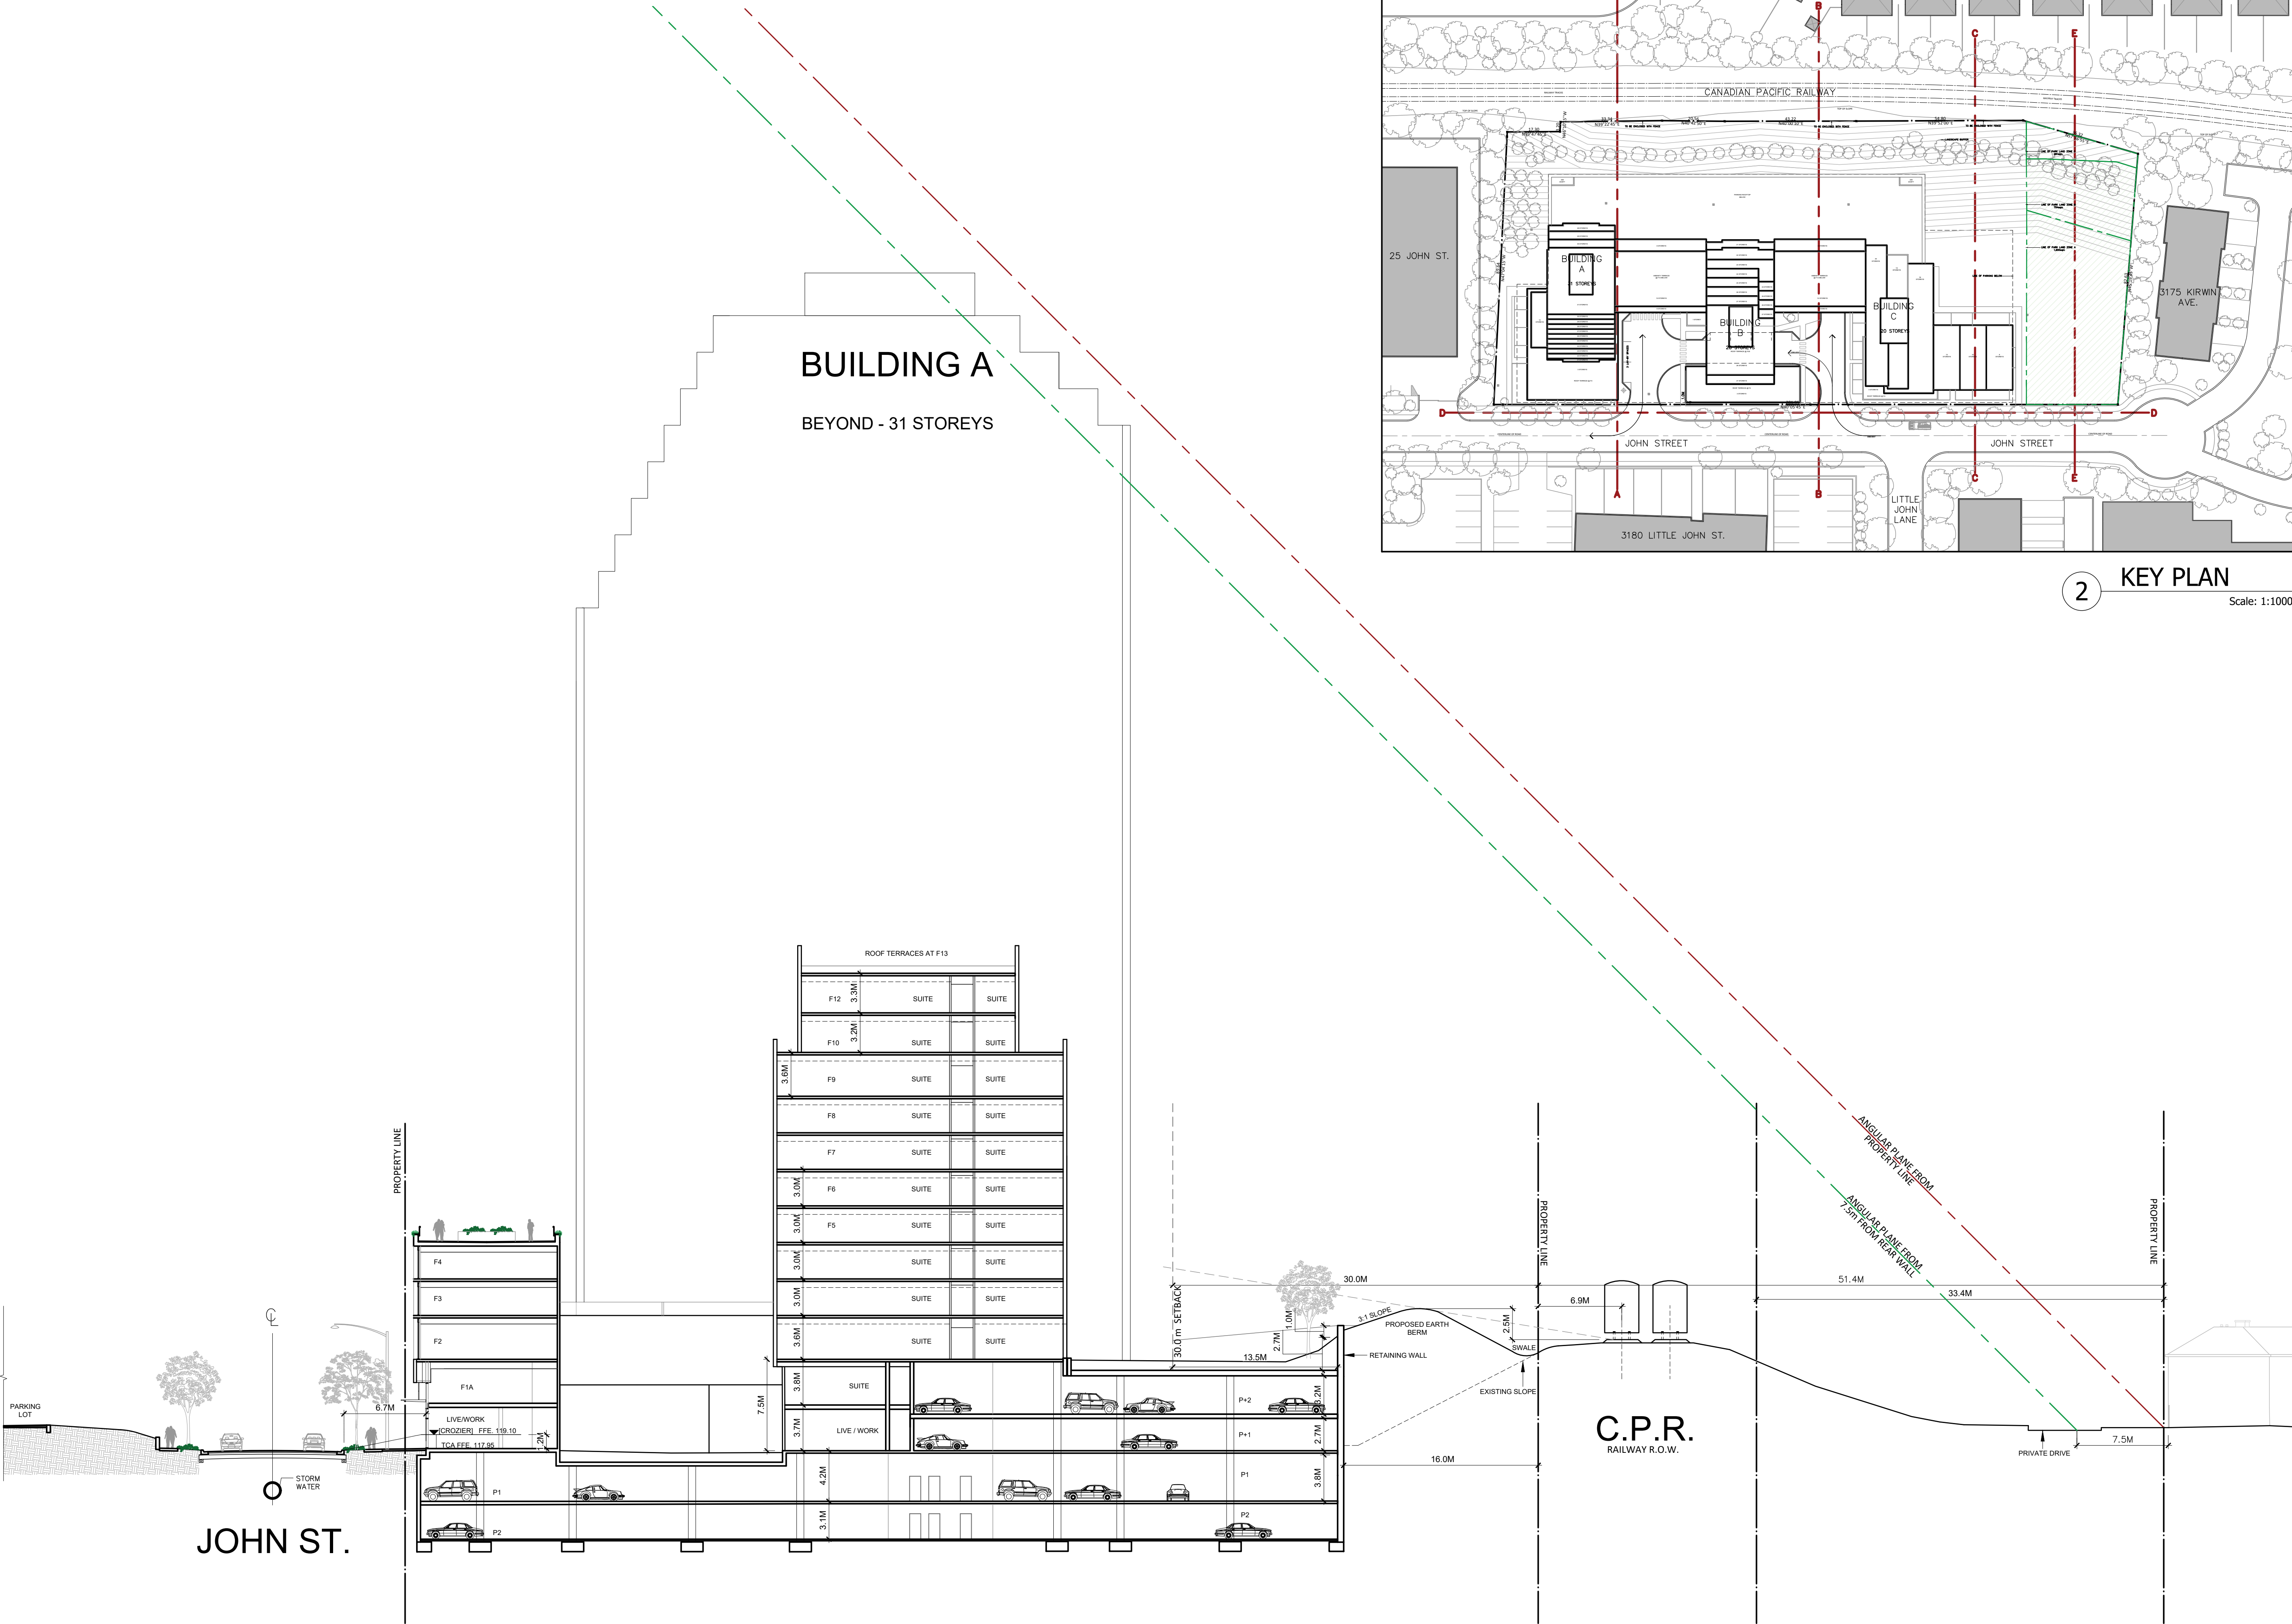 BUILDING A
BEYOND - 31 STOREYS
B
C
E
CANADIAN PACIFIC RAILWAY
25 JOHN ST.
BUILDING
A
31 STOREYS
BUILDING
B
BUILDING
C
20 STOREYS
3175 KIRWIN
AVE.
D
D
JOHN STREET
JOHN STREET
A
B
C
E
LITTLE
JOHN
LANE
3180 LITTLE JOHN ST.
2
KEY PLAN
Scale: 1:1000
ROOF TERRACES AT F13
F12
3.3M
SUITE
SUITE
F10
3.2M
SUITE
SUITE
3.6M
F9
SUITE
SUITE
F8
SUITE
SUITE
F7
SUITE
SUITE
3.0M
F6
SUITE
SUITE
3.0M
F5
SUITE
SUITE
3.0M
SUITE
SUITE
3.0M
SUITE
SUITE
3.6M
SUITE
SUITE
3.8M
SUITE
3.7M
LIVE / WORK
7.5M
PROPERTY LINE
F4
F3
F2
F1A
LIVE/WORK
[CROZIER] FFE. 119.10
TCA FFE. 117.95
1.2M
6.7M
PARKING
LOT
CL
STORM
WATER
JOHN ST.
P1
P2
4.2M
3.1M
P+2
3.2M
P+1
2.7M
P1
3.8M
P2
30.0 m SETBACK
30.0M
1.0M
2.7M
13.5M
3:1 SLOPE
PROPOSED EARTH
BERM
RETAINING WALL
2.5M
SWALE
EXISTING SLOPE
16.0M
PROPERTY LINE
6.9M
C.P.R.
RAILWAY R.O.W.
51.4M
33.4M
ANGULAR PLANE FROM
PROPERTY LINE
ANGULAR PLANE FROM
7.5m FROM REAR WALL
PROPERTY LINE
PRIVATE DRIVE
7.5M